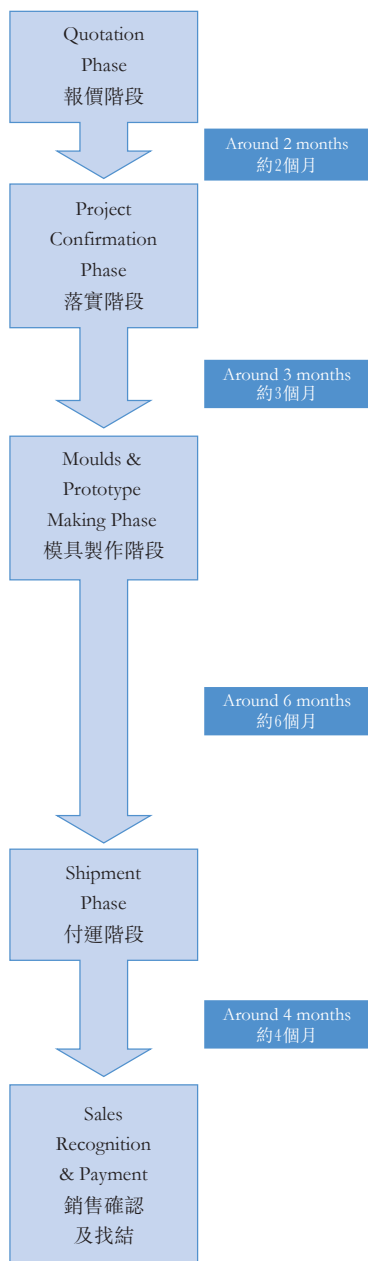 Quotation
Phase
報價階段
Around 2 months
約2個月
Project
Confirmation
Phase
落實階段
Around 3 months
約3個月
Moulds &
Prototype
Making Phase
模具製作階段
Around 6 months
約6個月
Shipment
Phase
付運階段
Around 4 months
約4個月
Sales
Recognition
& Payment
銷售確認
及找結